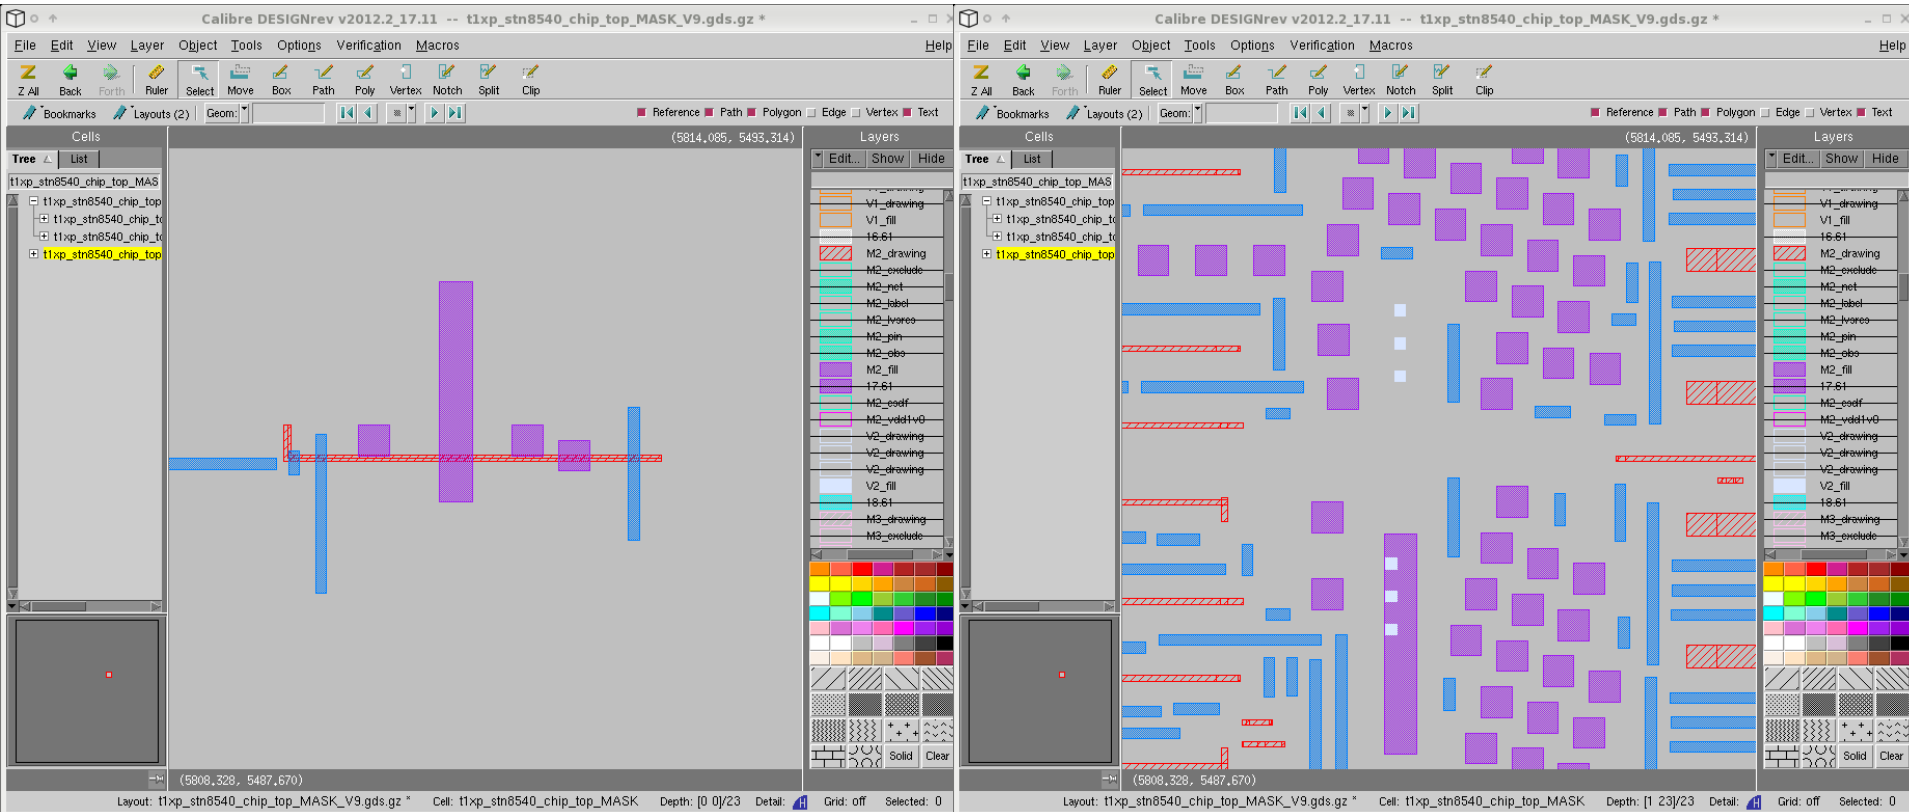 Calibre DESIGNrev v2012.2_17.11 -- t1xp_stn8540_chip_top_MASK_V9.gds.gz *
File Edit View Layer Object Tools Options Verification Macros Help
Z All Back Forth Ruler Select Move Box Path Poly Vertex Notch Split Clip
Bookmarks Layouts (2) Geom: Reference Path Polygon Edge Vertex Text
Cells (5814.085, 5493.314) Layers
Tree List Edit... Show Hide
t1xp_stn8540_chip_top_MAS
t1xp_stn8540_chip_top
t1xp_stn8540_chip_to
t1xp_stn8540_chip_to
t1xp_stn8540_chip_top
V1_drawing
V1_fill
16.61
M2_drawing
M2_exclude
M2_net
M2_label
M2_lvsres
M2_pin
M2_obs
M2_fill
17.61
M2_esdf
M2_vdd1v0
V2_drawing
V2_drawing
V2_drawing
V2_fill
18.61
M3_drawing
M3_exclude
Solid Clear
(5808.328, 5487.670)
Layout: t1xp_stn8540_chip_top_MASK_V9.gds.gz * Cell: t1xp_stn8540_chip_top_MASK Depth: [0 0]/23 Detail: H Grid: off Selected: 0
Calibre DESIGNrev v2012.2_17.11 -- t1xp_stn8540_chip_top_MASK_V9.gds.gz *
File Edit View Layer Object Tools Options Verification Macros Help
Z All Back Forth Ruler Select Move Box Path Poly Vertex Notch Split Clip
Bookmarks Layouts (2) Geom: Reference Path Polygon Edge Vertex Text
Cells (5814.085, 5493.314) Layers
Tree List Edit... Show Hide
t1xp_stn8540_chip_top_MAS
t1xp_stn8540_chip_top
t1xp_stn8540_chip_to
t1xp_stn8540_chip_to
t1xp_stn8540_chip_top
V1_drawing
V1_fill
16.61
M2_drawing
M2_exclude
M2_net
M2_label
M2_lvsres
M2_pin
M2_obs
M2_fill
17.61
M2_esdf
M2_vdd1v0
V2_drawing
V2_drawing
V2_drawing
V2_fill
18.61
M3_drawing
M3_exclude
Solid Clear
(5808.328, 5487.670)
Layout: t1xp_stn8540_chip_top_MASK_V9.gds.gz * Cell: t1xp_stn8540_chip_top_MASK Depth: [1 23]/23 Detail: H Grid: off Selected: 0